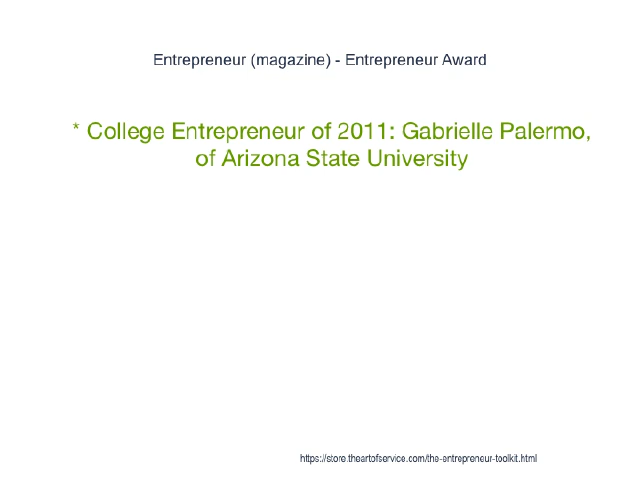 Entrepreneur (magazine) - Entrepreneur Award
* College Entrepreneur of 2011: Gabrielle Palermo,
of Arizona State University
https://store.theartofservice.com/the-entrepreneur-toolkit.html